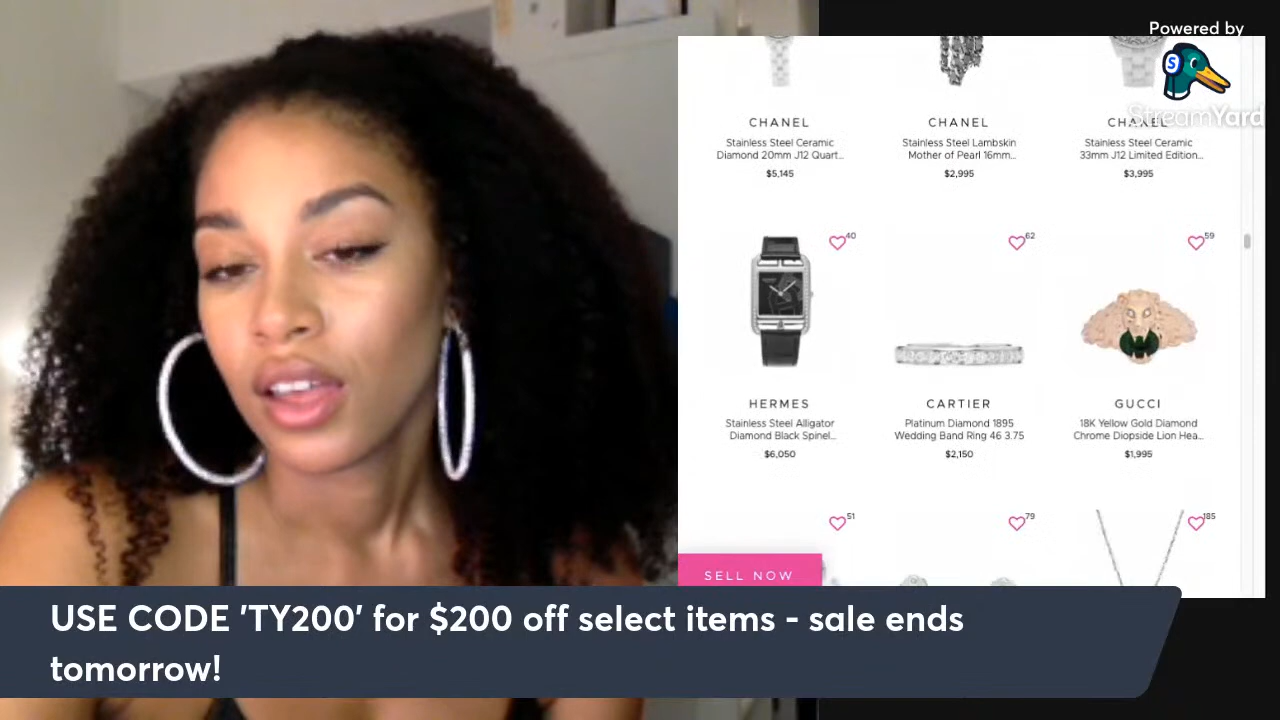 Powered by
StreamYard
CHANEL
Stainless Steel Ceramic
Diamond 20mm J12 Quart...
$5,145
CHANEL
Stainless Steel Lambskin
Mother of Pearl 16mm...
$2,995
CHANEL
Stainless Steel Ceramic
33mm J12 Limited Edition...
$3,995
40
HERMES
Stainless Steel Alligator
Diamond Black Spinel...
$6,050
62
CARTIER
Platinum Diamond 1895
Wedding Band Ring 46 3.75
$2,150
59
GUCCI
18K Yellow Gold Diamond
Chrome Diopside Lion Hea...
$1,995
51
79
185
SELL NOW
USE CODE 'TY200' for $200 off select items - sale ends
tomorrow!